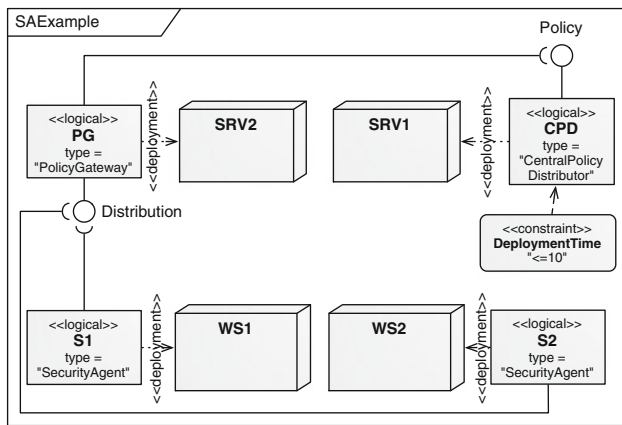 SAExample
Policy
<<logical>>
PG
type =
"PolicyGateway"
<<deployment>>
SRV2
SRV1
<<deployment>>
<<logical>>
CPD
type =
"CentralPolicy
Distributor"
Distribution
<<constraint>>
DeploymentTime
"<=10"
<<logical>>
S1
type =
"SecurityAgent"
<<deployment>>
WS1
WS2
<<deployment>>
<<logical>>
S2
type =
"SecurityAgent"